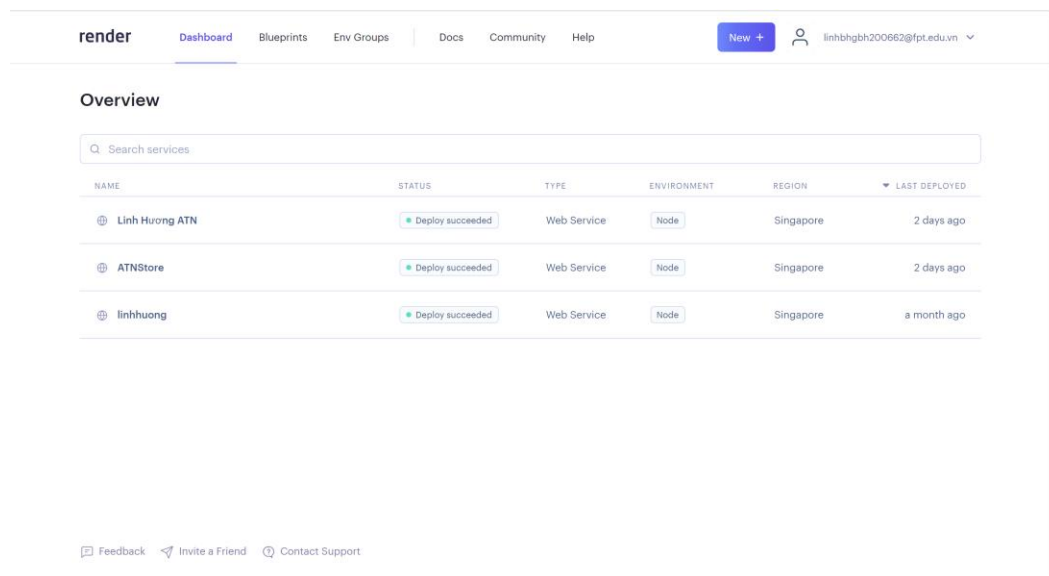 render Dashboard Blueprints Env Groups Docs Community Help New + linhbhgbh200662@fpt.edu.vn
Overview
Search services
NAME STATUS TYPE ENVIRONMENT REGION LAST DEPLOYED
Linh Hương ATN Deploy succeeded Web Service Node Singapore 2 days ago
ATNStore Deploy succeeded Web Service Node Singapore 2 days ago
linhhuong Deploy succeeded Web Service Node Singapore a month ago
Feedback Invite a Friend Contact Support